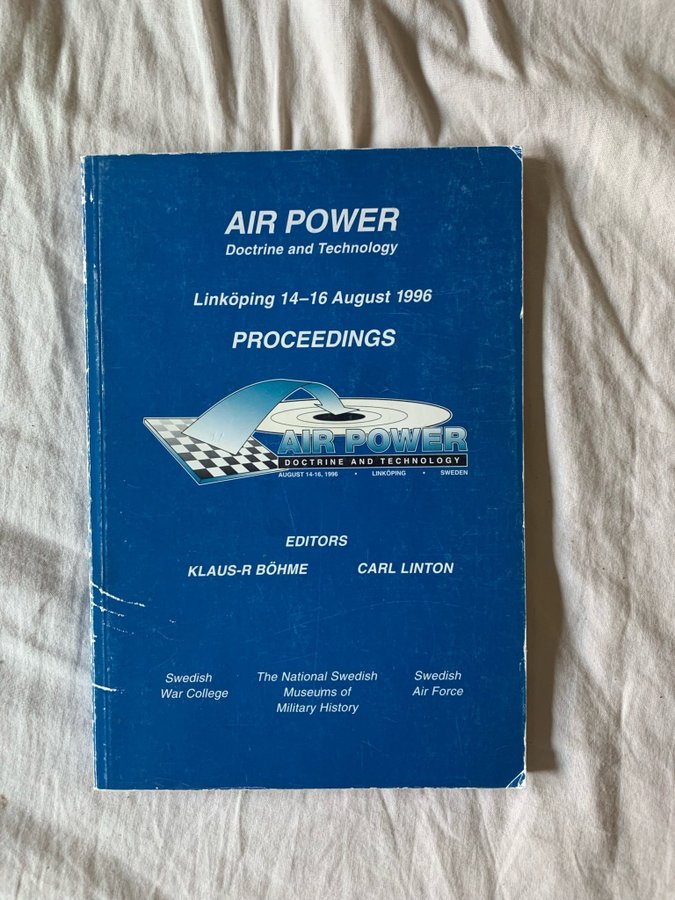 AIR POWER
Doctrine and Technology
Linköping 14–16 August 1996
PROCEEDINGS
AIR POWER
DOCTRINE AND TECHNOLOGY
AUGUST 14-16, 1996 • LINKÖPING • SWEDEN
EDITORS
KLAUS-R BÖHME CARL LINTON
Swedish The National Swedish Swedish
War College Museums of Air Force
Military History